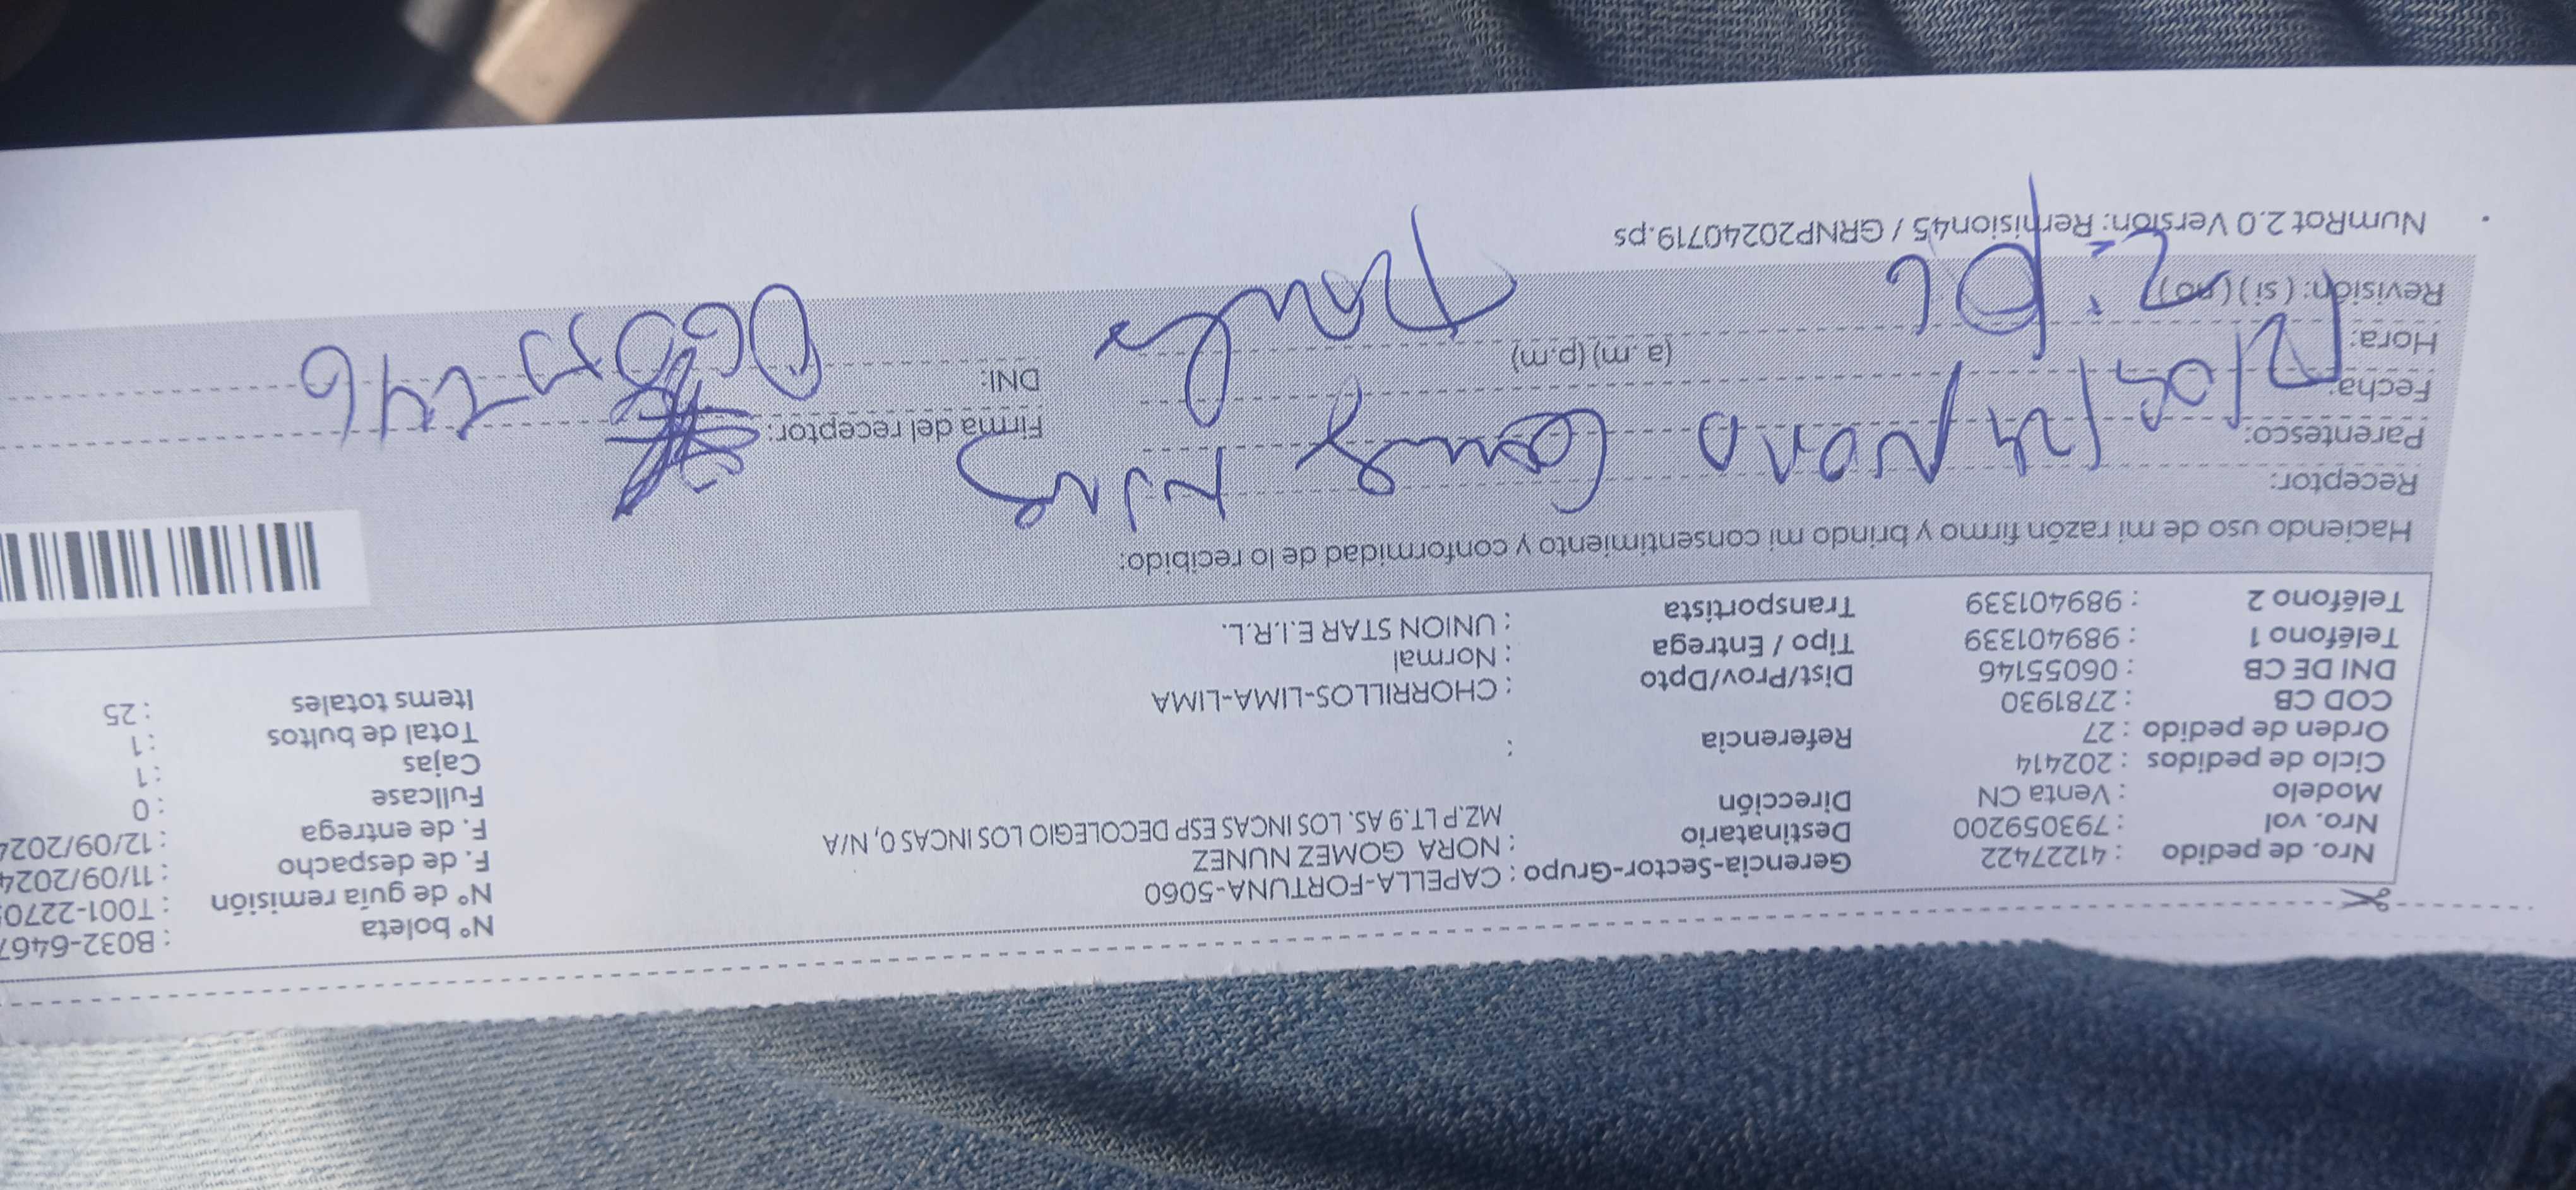 Nro. de pedido : 41227422 Gerencia-Sector-Grupo : CAPELLA-FORTUNA-5060 N° boleta : B032-6467
Nro. vol : 793059200 Destinatario : NORA GOMEZ NUNEZ N° de guía remisión : T001-2270
Modelo : Venta CN Dirección MZ.P LT.9 AS. LOS INCAS ESP DECOLEGIO LOS INCAS 0, N/A F. de despacho : 11/09/2024
Ciclo de pedidos : 202414 F. de entrega : 12/09/2024
Orden de pedido : 27 Referencia : Fullcase : 0
COD CB : 2781930 Cajas : 1
DNI DE CB : 06055146 Dist/Prov/Dpto : CHORRILLOS-LIMA-LIMA Total de bultos : 1
Teléfono 1 : 989401339 Tipo / Entrega : Normal Items totales : 25
Teléfono 2 : 989401339 Transportista : UNION STAR E.I.R.L.
Haciendo uso de mi razón firmo y brindo mi consentimiento y conformidad de lo recibido:
Receptor: Nora Gomez
Parentesco: Firma del receptor:
Fecha: DNI:
Hora: (a. m) (p.m)
Revisión: ( si ) ( no )
NumRot 2.0 Versión: Remision45 / GRNP20240719.ps